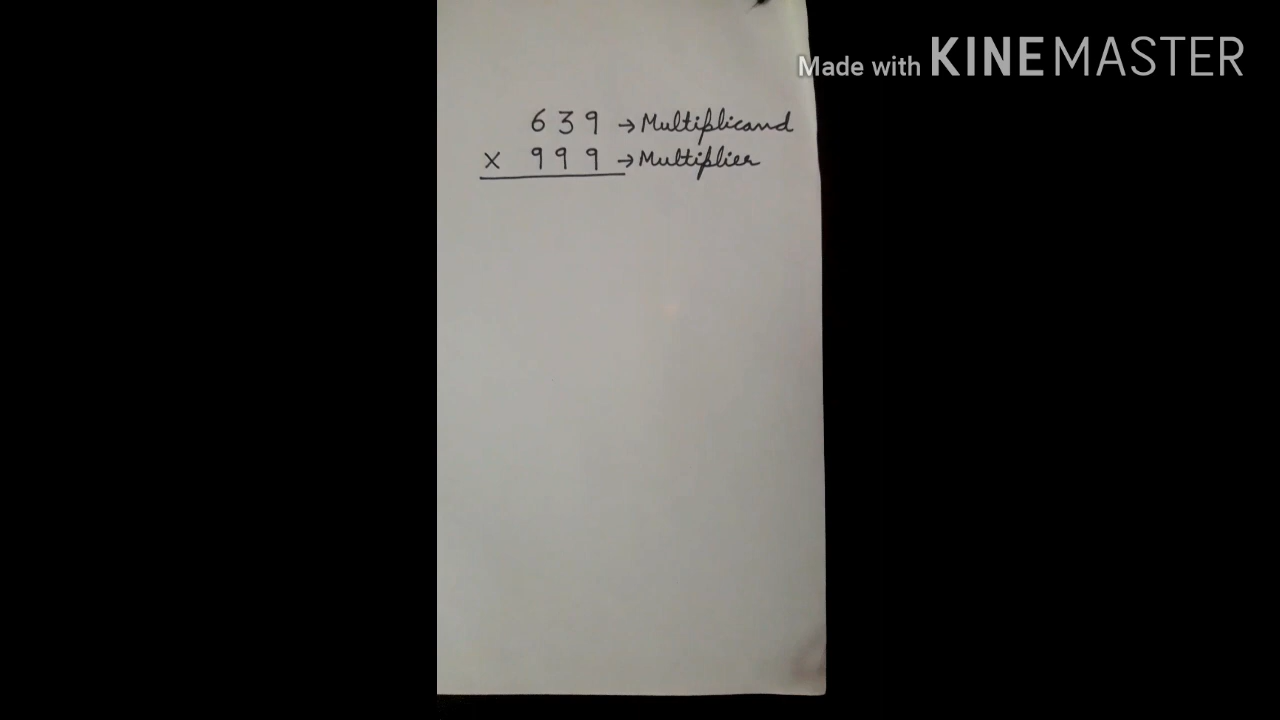 Made with KINEMASTER
639 → Multiplicand
× 999 → Multiplier